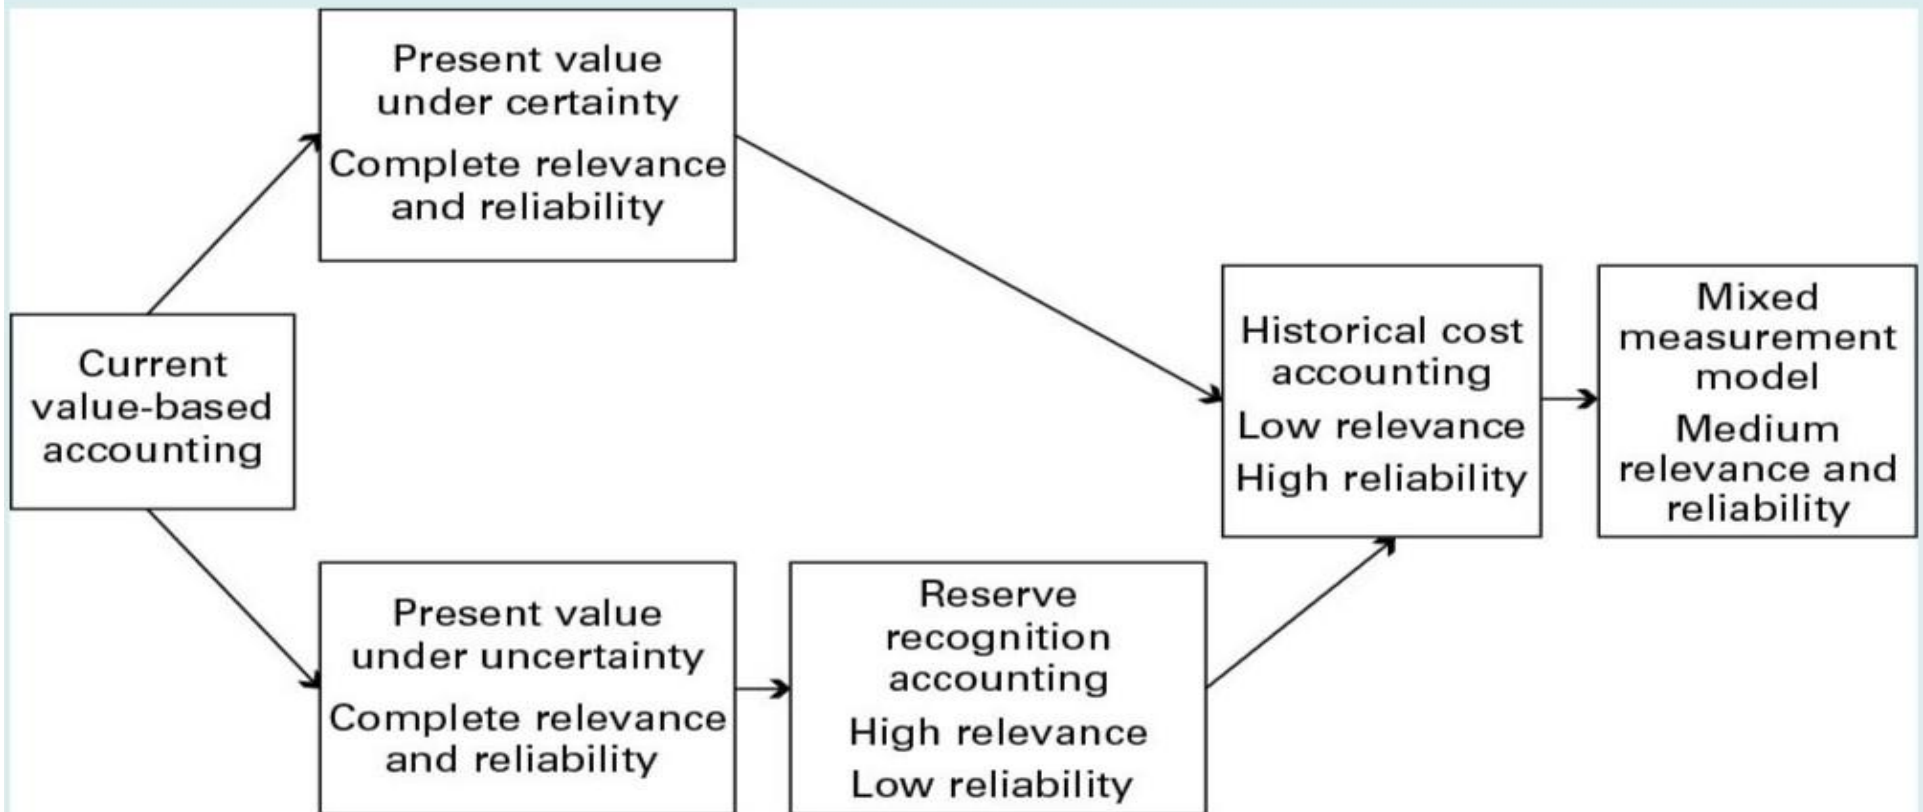 Present value
under certainty
Complete relevance
and reliability
Current
value-based
accounting
Historical cost
accounting
Low relevance
High reliability
Mixed
measurement
model
Medium
relevance and
reliability
Present value
under uncertainty
Complete relevance
and reliability
Reserve
recognition
accounting
High relevance
Low reliability